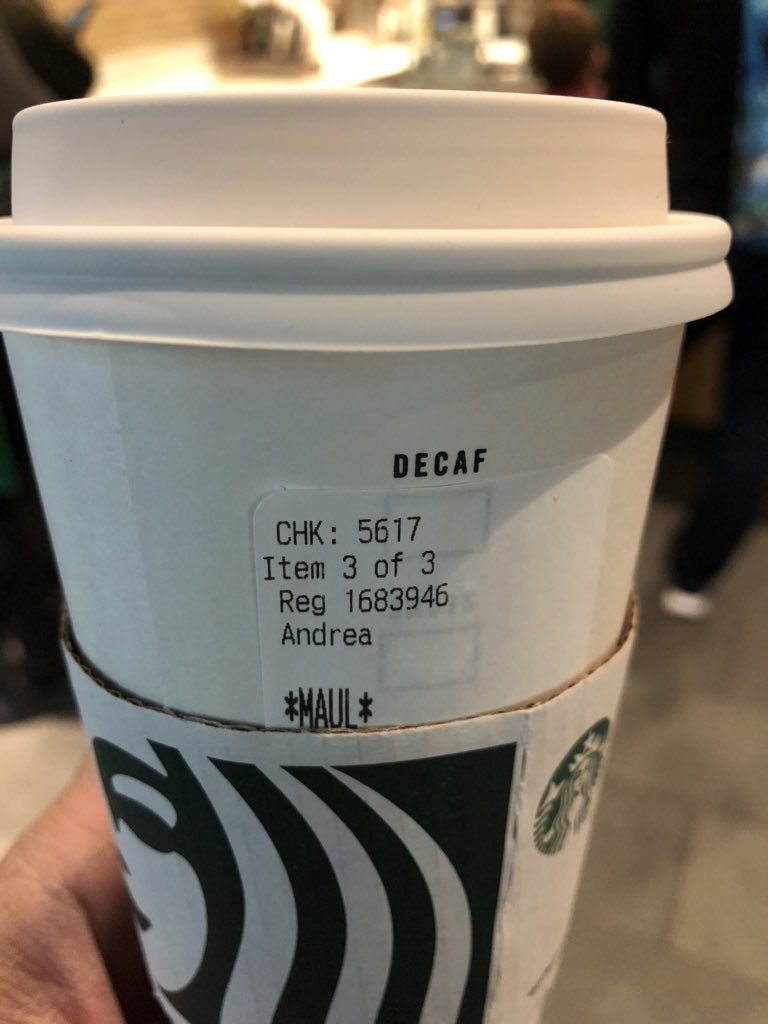 DECAF
CHK: 5617
Item 3 of 3
Reg 1683946
Andrea
*MAUL*